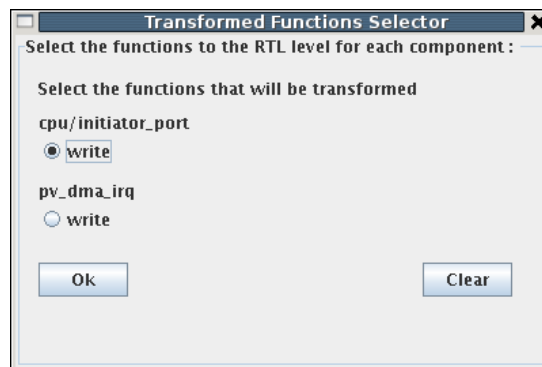 Transformed Functions Selector
Select the functions to the RTL level for each component :
Select the functions that will be transformed
cpu/initiator_port
write
pv_dma_irq
write
Ok Clear